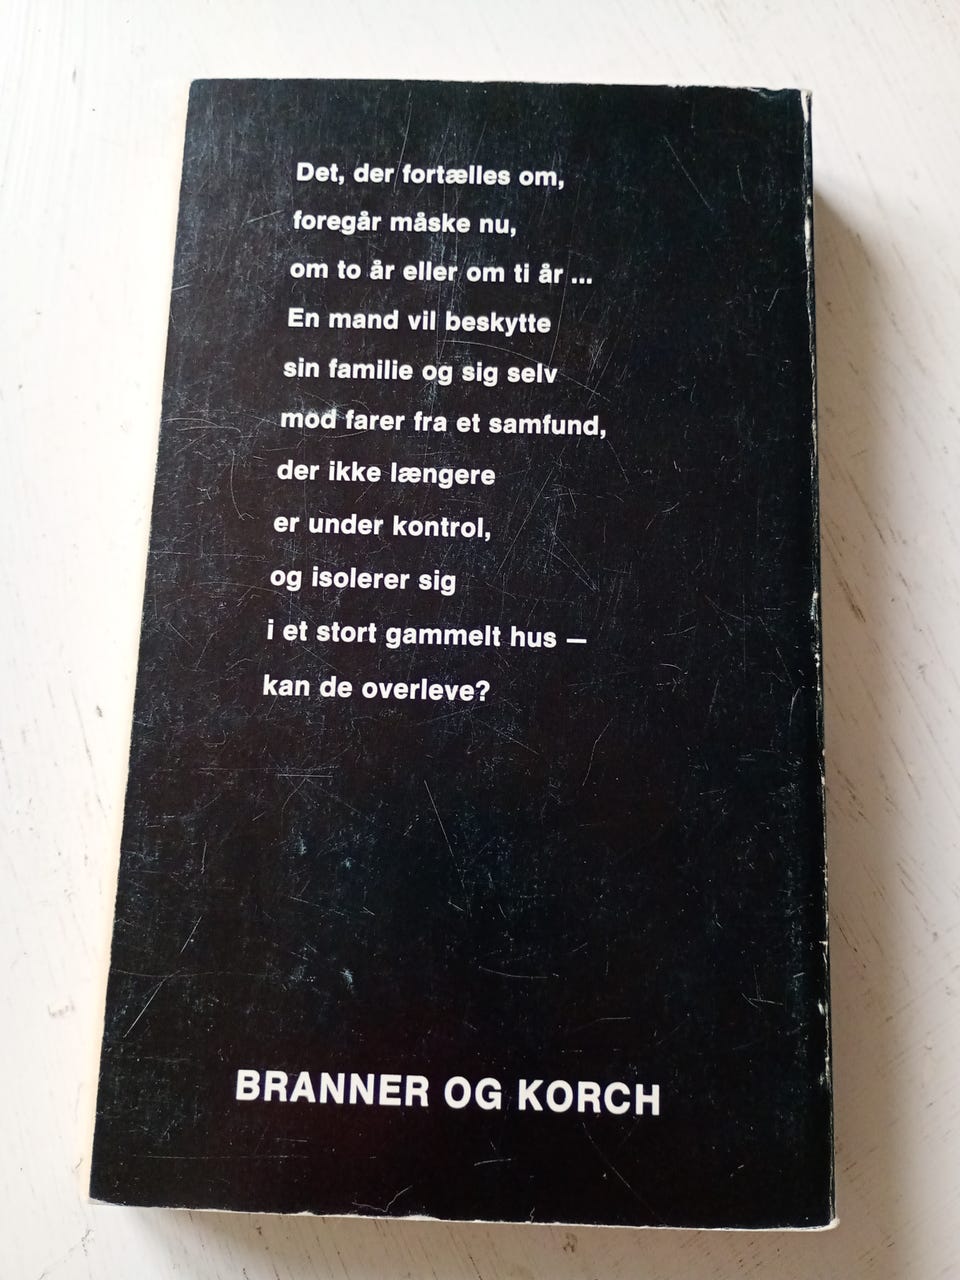 Det, der fortælles om,
foregår måske nu,
om to år eller om ti år ...
En mand vil beskytte
sin familie og sig selv
mod farer fra et samfund,
der ikke længere
er under kontrol,
og isolerer sig
i et stort gammelt hus —
kan de overleve?
BRANNER OG KORCH